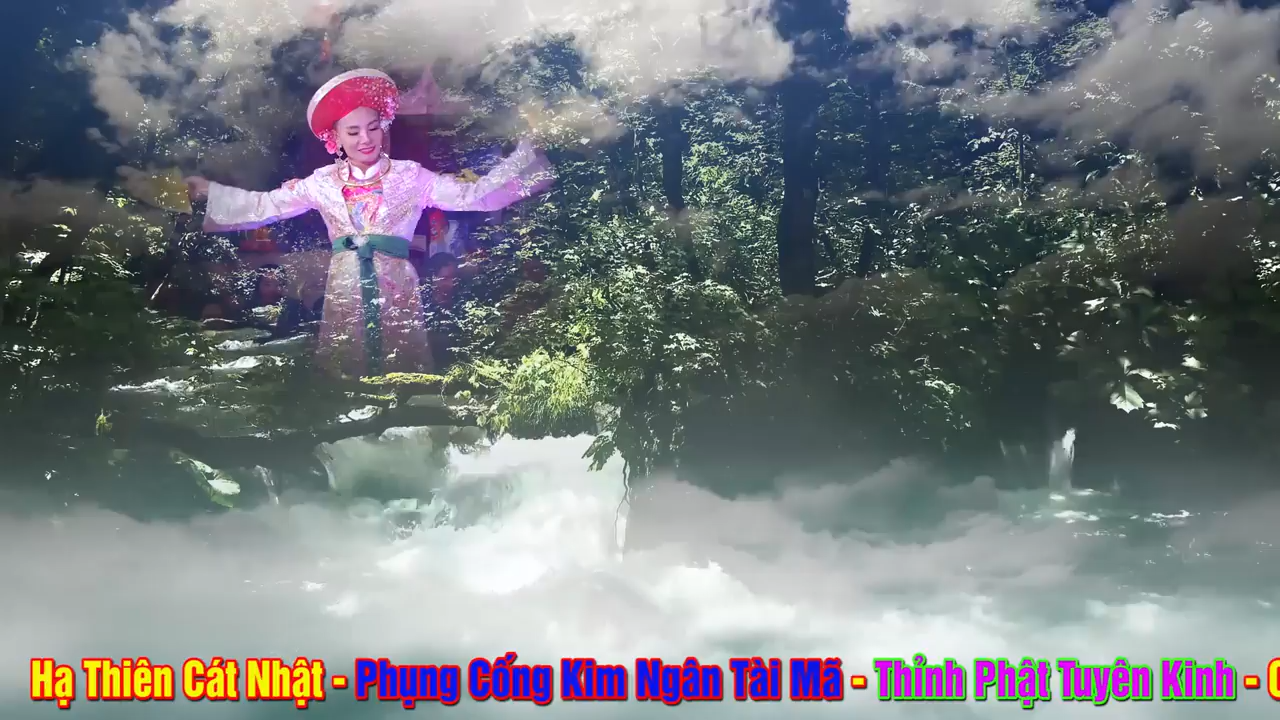 Hạ Thiên Cát Nhật - Phụng Cống Kim Ngân Tài Mã - Thỉnh Phật Tuyên Kinh -